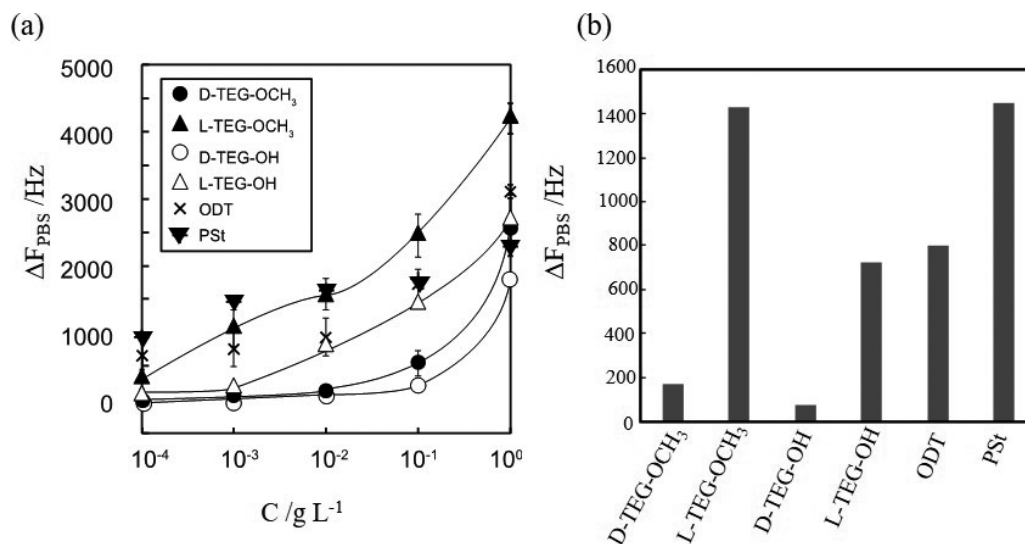 (a)
5000
4000
3000
2000
1000
0
ΔF_PBS /Hz
D-TEG-OCH₃
L-TEG-OCH₃
D-TEG-OH
L-TEG-OH
ODT
PSt
10⁻⁴ 10⁻³ 10⁻² 10⁻¹ 10⁰
C /g L⁻¹
(b)
1600
1400
1200
1000
800
600
400
200
0
ΔF_PBS /Hz
D-TEG-OCH₃
L-TEG-OCH₃
D-TEG-OH
L-TEG-OH
ODT
PSt